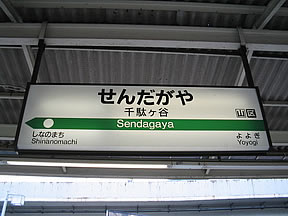 せんだがや
千駄ヶ谷
山区
Sendagaya
しなのまち
Shinanomachi
よよぎ
Yoyogi